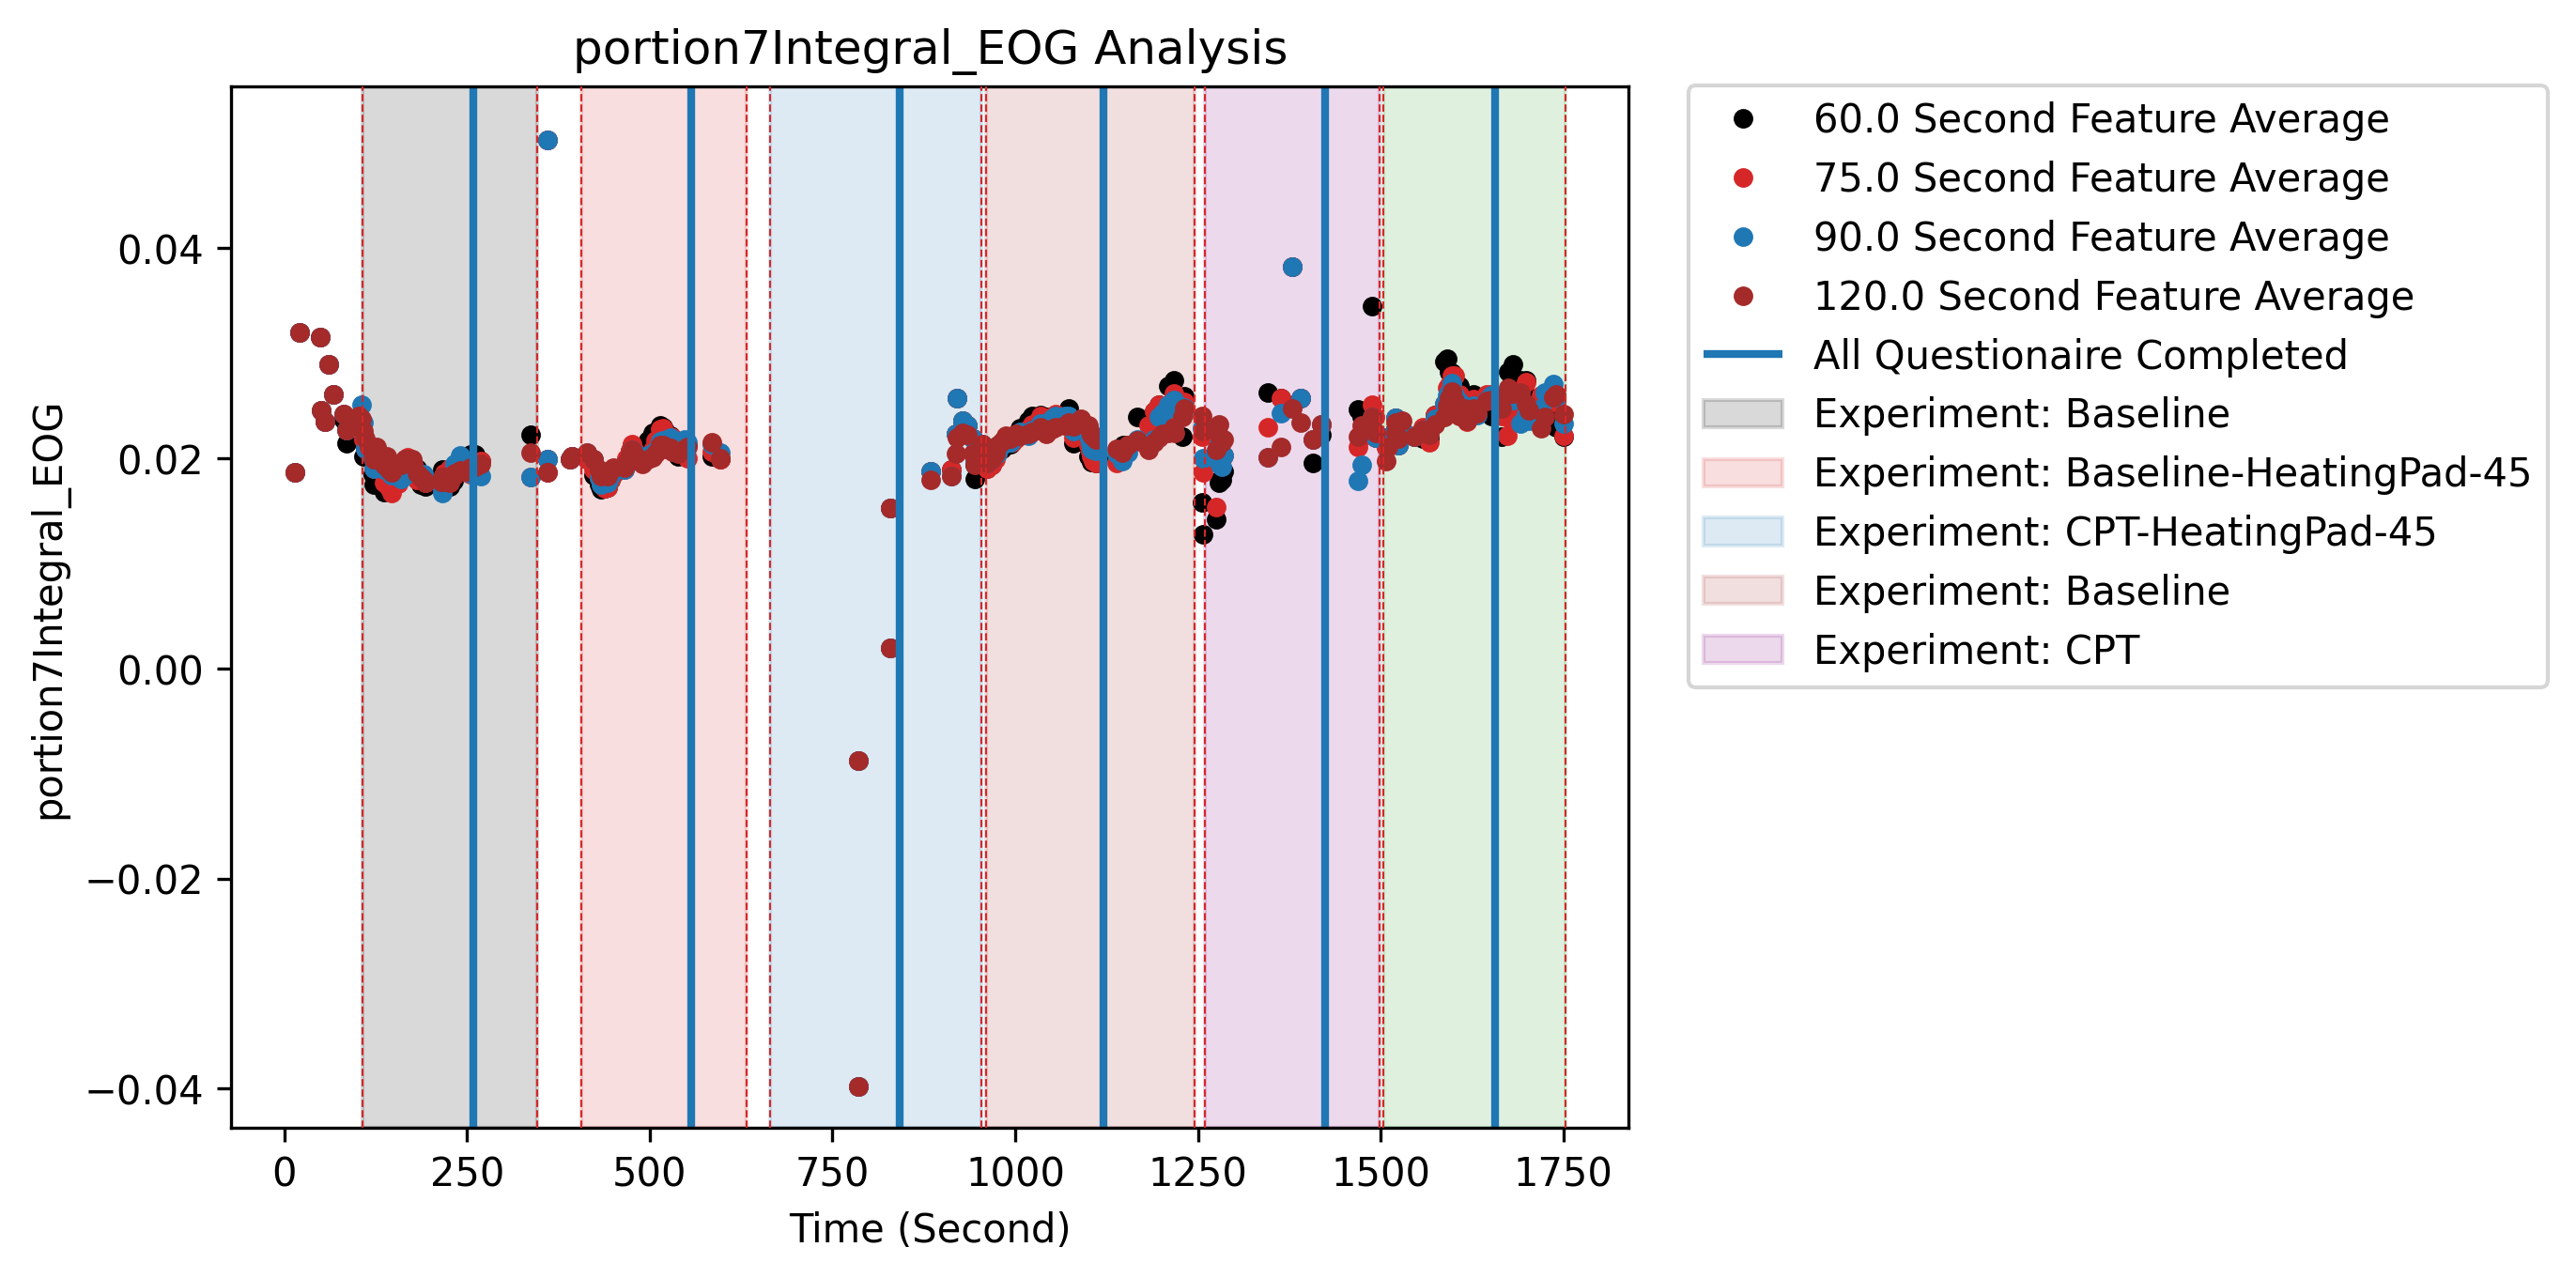 portion7Integral_EOG Analysis
portion7Integral_EOG
0.04
0.02
0.00
−0.02
−0.04
0 250 500 750 1000 1250 1500 1750
Time (Second)
60.0 Second Feature Average
75.0 Second Feature Average
90.0 Second Feature Average
120.0 Second Feature Average
All Questionaire Completed
Experiment: Baseline
Experiment: Baseline-HeatingPad-45
Experiment: CPT-HeatingPad-45
Experiment: Baseline
Experiment: CPT